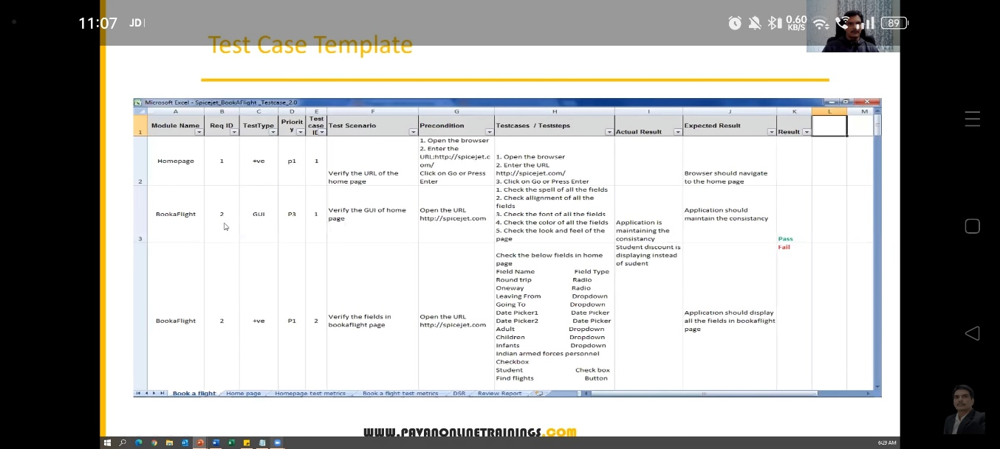 11:07 JD
0.60 KB/S
89
Test Case Template
Microsoft Excel - Spicejet_BookAFlight _Testcase_2.0
A B C D E F G H I J K L M
1 Module Name Req ID TestType Priority Test case ID Test Scenario Precondition Testcases / Teststeps Actual Result Expected Result Result
2
Homepage
1
+ve
p1
1
Verify the URL of the
home page
1. Open the browser
2. Enter the
URL:http://spicejet.c
om/
Click on Go or Press
Enter
1. Open the browser
2. Enter the URL
http://spicejet.com/
3. Click on Go or Press Enter
Browser should navigate
to the home page
3
BookaFlight
2
GUI
P3
1
Verify the GUI of home
page
Open the URL
http://spicejet.com
1. Check the spell of all the fields
2. Check allignment of all the
fields
3. Check the font of all the fields
4. Check the color of all the fields
5. Check the look and feel of the
page
Application is
maintaining the
consistancy
Application should
maintain the consistancy
Pass
BookaFlight
2
+ve
P1
2
Verify the fields in
bookaflight page
Open the URL
http://spicejet.com
Check the below fields in home
page
Field Name Field Type
Round trip Radio
Oneway Radio
Leaving From Dropdown
Going To Dropdown
Date Picker1 Date Picker
Date Picker2 Date Picker
Adult Dropdown
Children Dropdown
Infants Dropdown
Indian armed forces personnel
Checkbox
Student Check box
Find flights Button
Student discount is
displaying instead
of sudent
Application should display
all the fields in bookaflight
page
Fail
Book a flight Home page Homepage test metrics Book a flight test metrics DSR Review Report
WWW.PAVANONLINETRAININGS.COM
6:29 AM